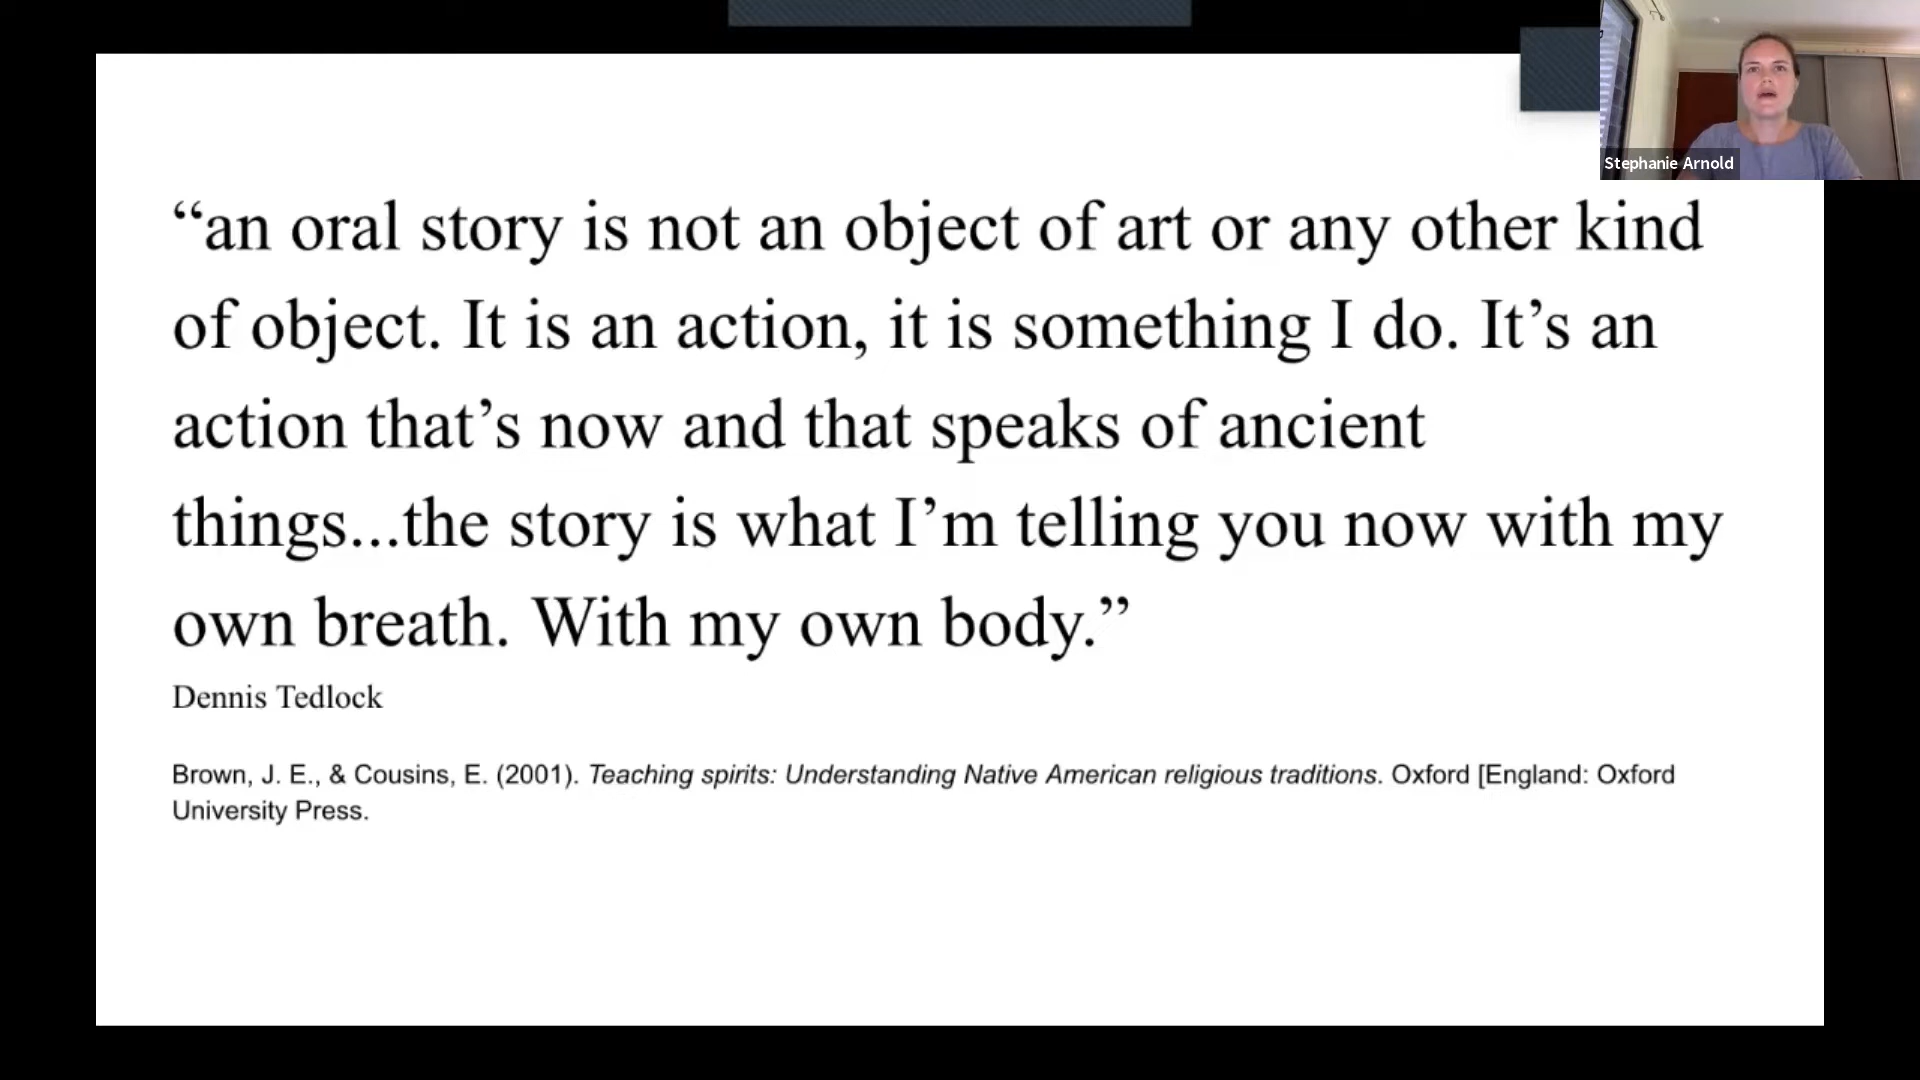 Stephanie Arnold
“an oral story is not an object of art or any other kind
of object. It is an action, it is something I do. It’s an
action that’s now and that speaks of ancient
things...the story is what I’m telling you now with my
own breath. With my own body.”
Dennis Tedlock
Brown, J. E., & Cousins, E. (2001). Teaching spirits: Understanding Native American religious traditions. Oxford [England: Oxford
University Press.